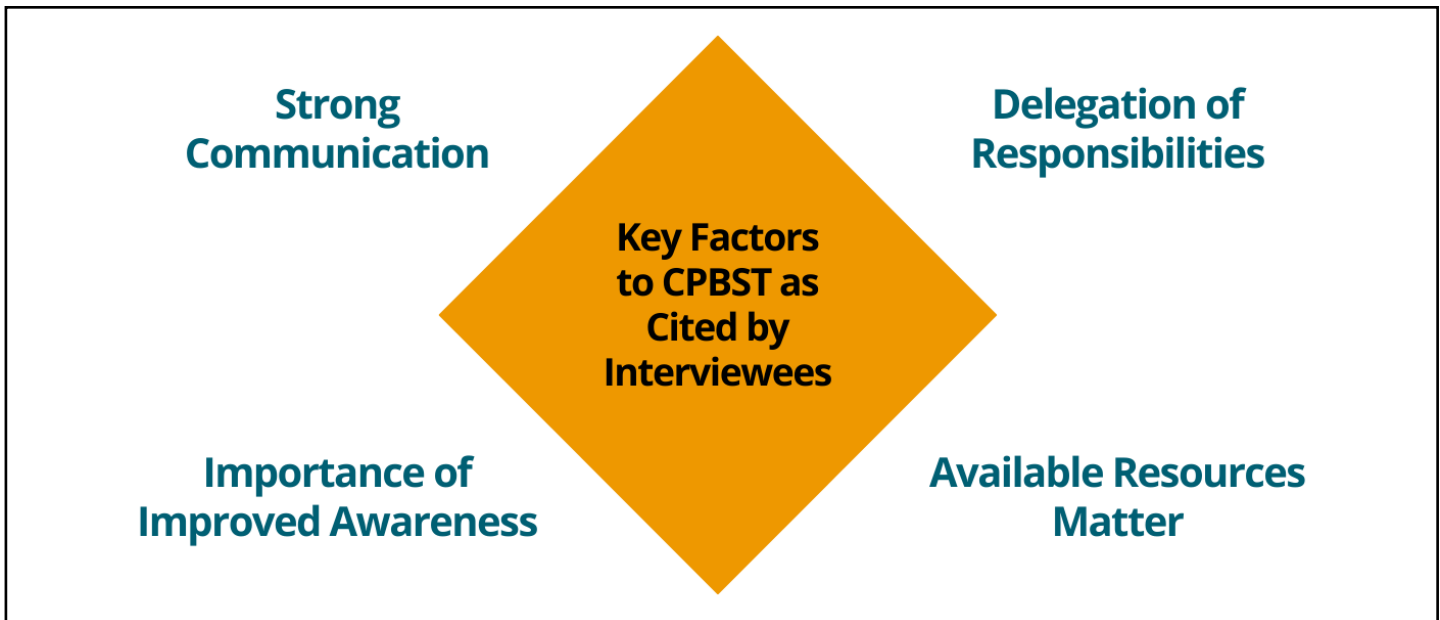 Strong
Communication
Delegation of
Responsibilities
Key Factors
to CPBST as
Cited by
Interviewees
Importance of
Improved Awareness
Available Resources
Matter